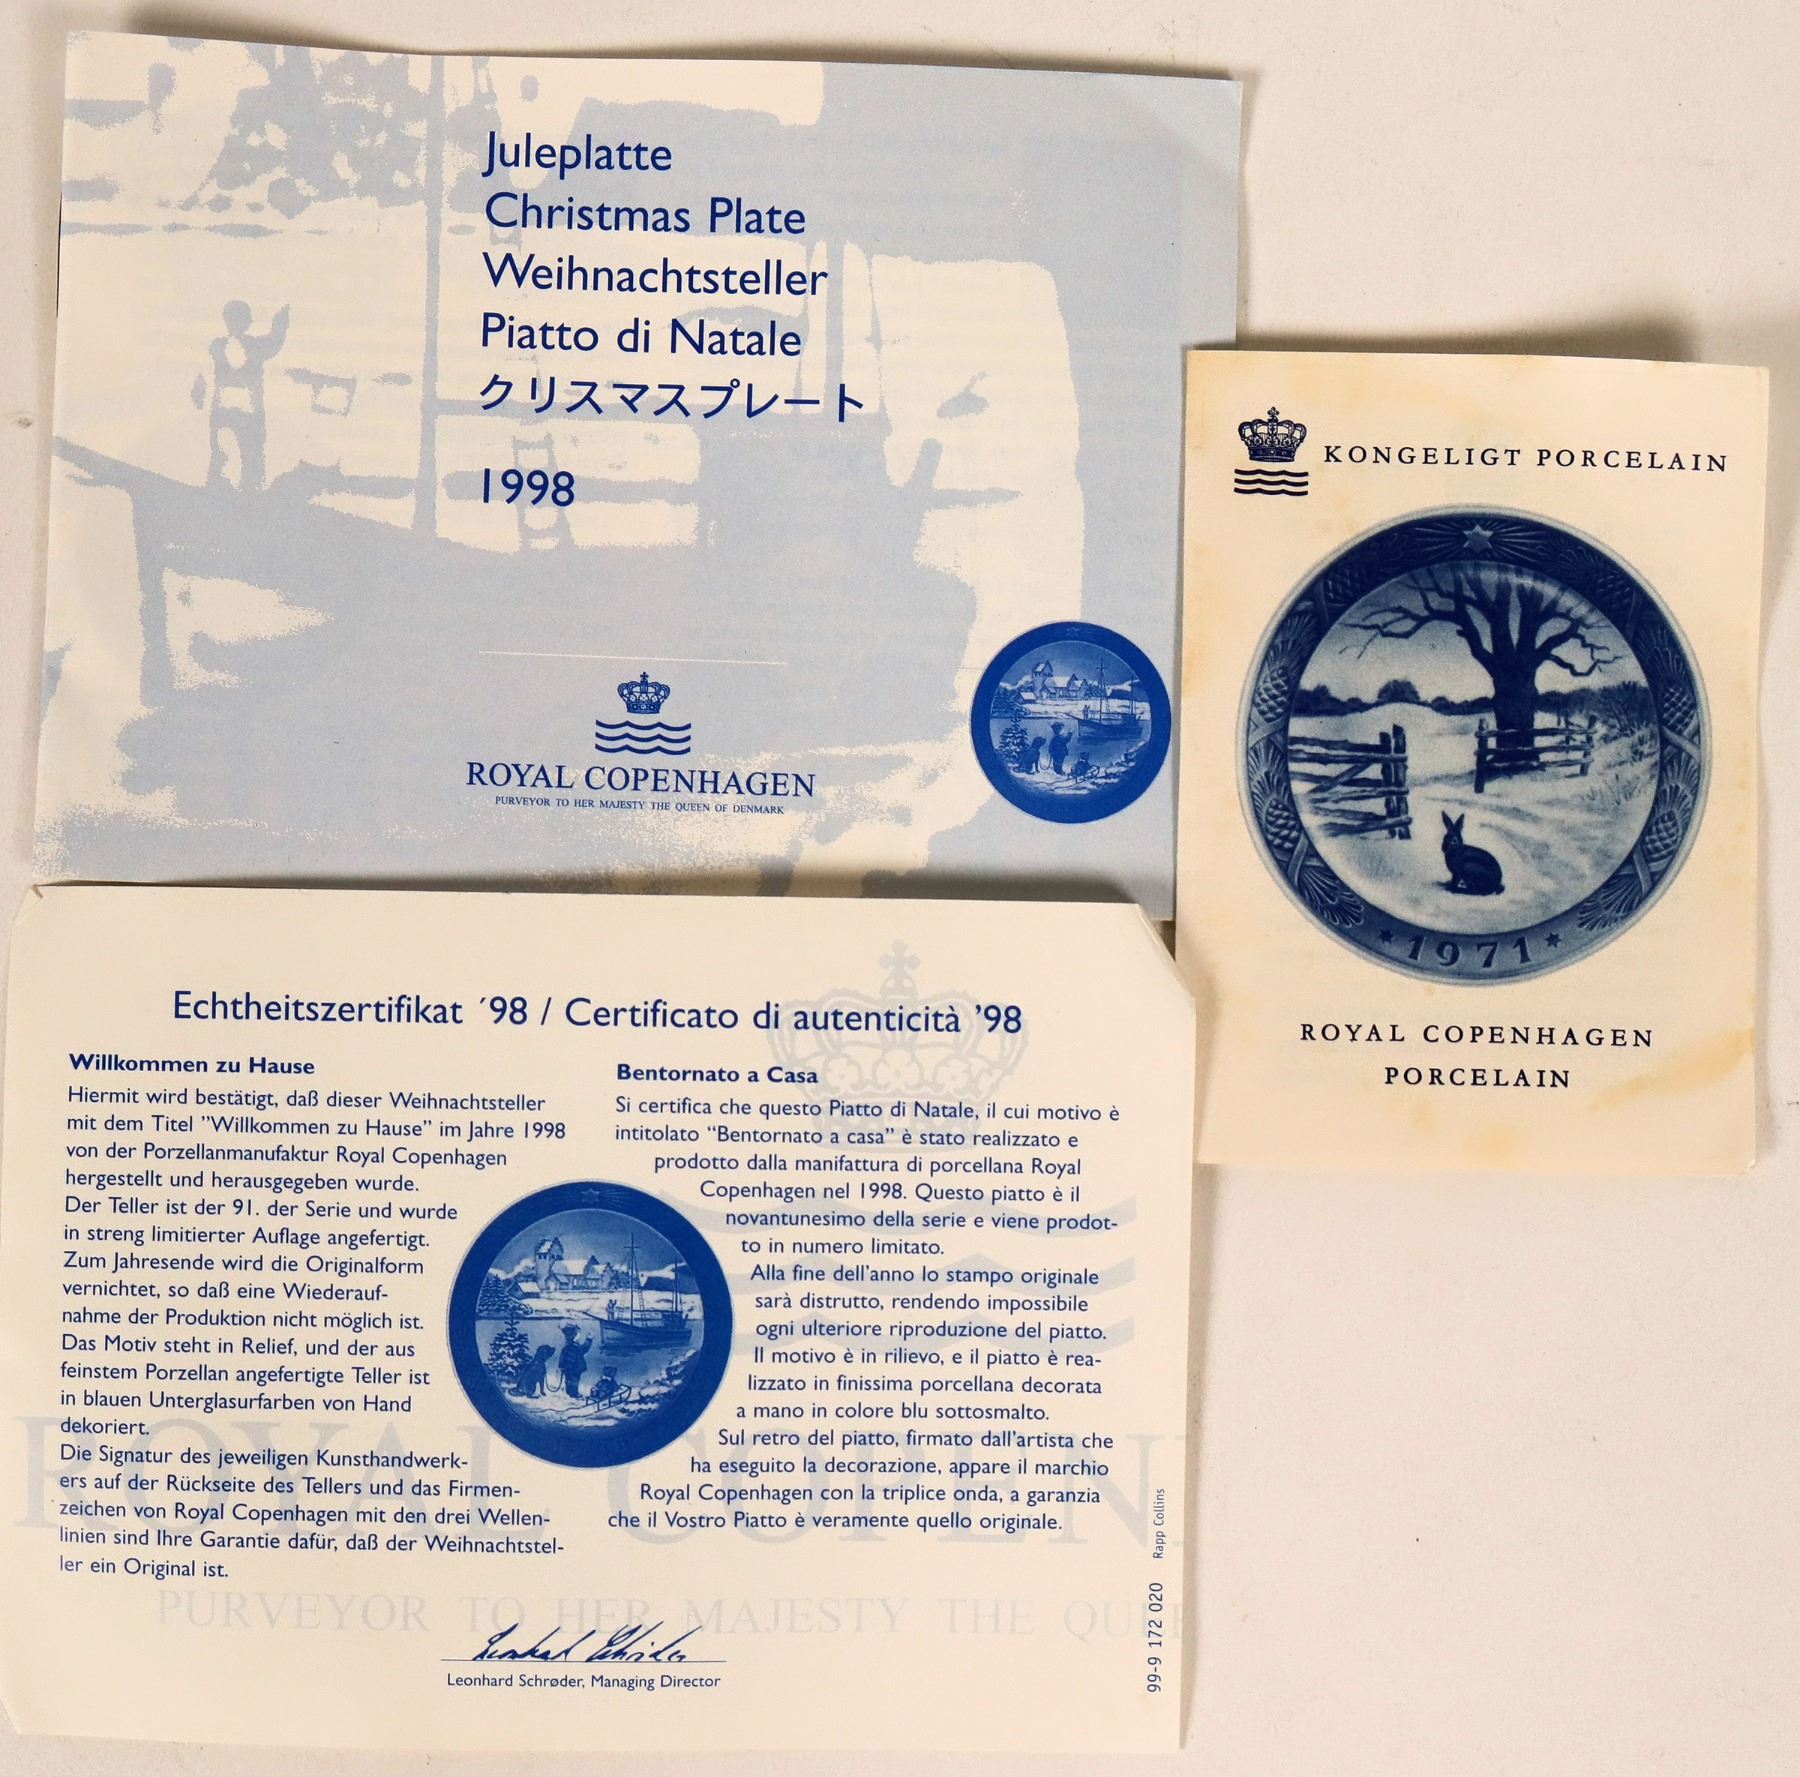 Juleplatte
Christmas Plate
Weihnachtsteller
Piatto di Natale
クリスマスプレート
1998
ROYAL COPENHAGEN
PURVEYOR TO HER MAJESTY THE QUEEN OF DENMARK
KONGELIGT PORCELAIN
1971
ROYAL COPENHAGEN
PORCELAIN
Echtheitszertifikat ´98 / Certificato di autenticità '98
Willkommen zu Hause
Hiermit wird bestätigt, daß dieser Weihnachtsteller
mit dem Titel "Willkommen zu Hause" im Jahre 1998
von der Porzellanmanufaktur Royal Copenhagen
hergestellt und herausgegeben wurde.
Der Teller ist der 91. der Serie und wurde
in streng limitierter Auflage angefertigt.
Zum Jahresende wird die Originalform
vernichtet, so daß eine Wiederauf-
nahme der Produktion nicht möglich ist.
Das Motiv steht in Relief, und der aus
feinstem Porzellan angefertigte Teller ist
in blauen Unterglasurfarben von Hand
dekoriert.
Die Signatur des jeweiligen Kunsthandwerk-
ers auf der Rückseite des Tellers und das Firmen-
zeichen von Royal Copenhagen mit den drei Wellen-
linien sind Ihre Garantie dafür, daß der Weihnachtstel-
ler ein Original ist.
Bentornato a Casa
Si certifica che questo Piatto di Natale, il cui motivo è
intitolato "Bentornato a casa" è stato realizzato e
prodotto dalla manifattura di porcellana Royal
Copenhagen nel 1998. Questo piatto è il
novantunesimo della serie e viene prodot-
to in numero limitato.
Alla fine dell'anno lo stampo originale
sarà distrutto, rendendo impossibile
ogni ulteriore riproduzione del piatto.
Il motivo è in rilievo, e il piatto è rea-
lizzato in finissima porcellana decorata
a mano in colore blu sottosmalto.
Sul retro del piatto, firmato dall'artista che
ha eseguito la decorazione, appare il marchio
Royal Copenhagen con la triplice onda, a garanzia
che il Vostro Piatto è veramente quello originale.
ROYAL COPEN
PURVEYOR TO HER MAJESTY THE QUEE
Leonhard Schrøder
Leonhard Schrøder, Managing Director
99-9 172 020 Rapp Collins